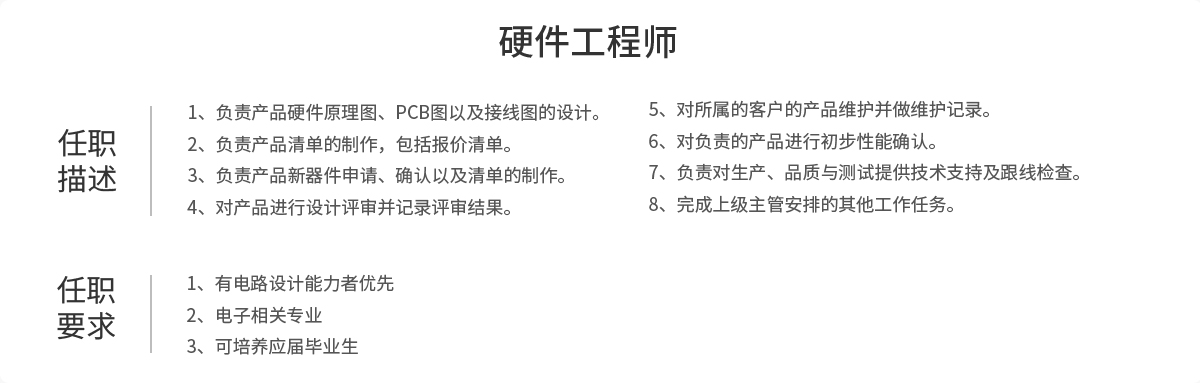 硬件工程师
任职
描述
1、负责产品硬件原理图、PCB图以及接线图的设计。
2、负责产品清单的制作，包括报价清单。
3、负责产品新器件申请、确认以及清单的制作。
4、对产品进行设计评审并记录评审结果。
5、对所属的客户的产品维护并做维护记录。
6、对负责的产品进行初步性能确认。
7、负责对生产、品质与测试提供技术支持及跟线检查。
8、完成上级主管安排的其他工作任务。
任职
要求
1、有电路设计能力者优先
2、电子相关专业
3、可培养应届毕业生